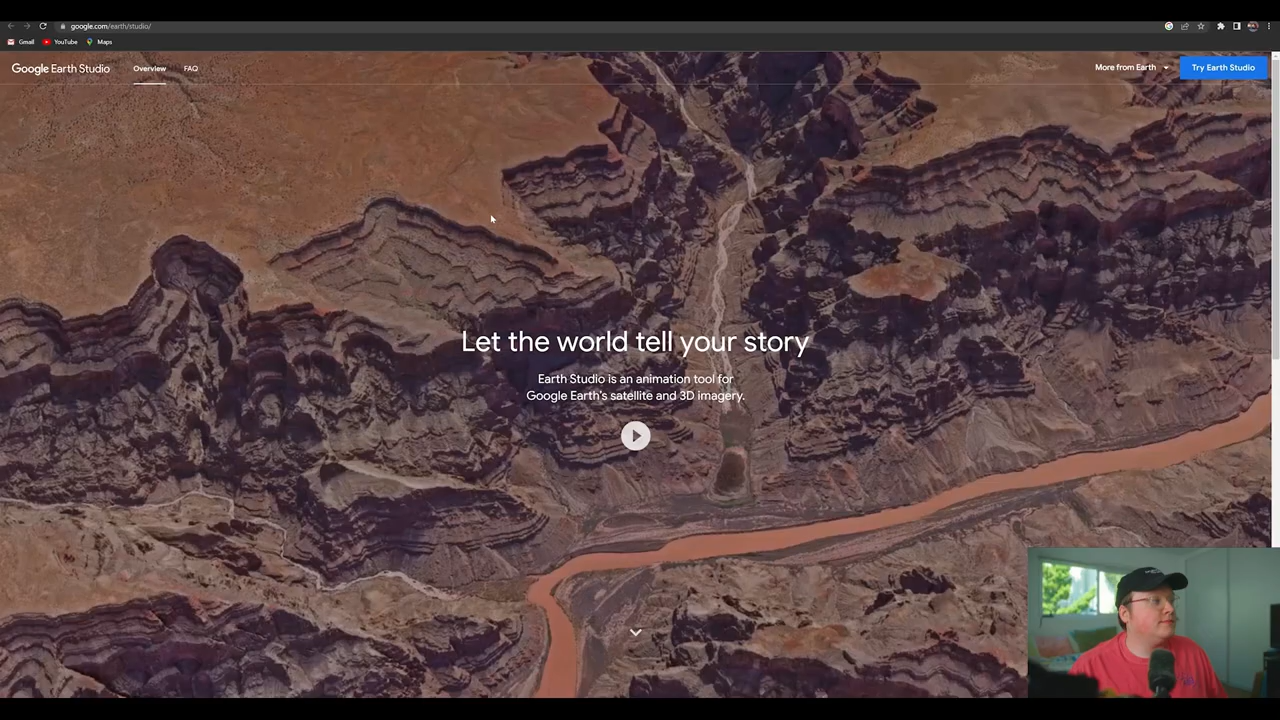 google.com/earth/studio/
Gmail
YouTube
Maps
Google Earth Studio
Overview
FAQ
More from Earth
Try Earth Studio
Let the world tell your story
Earth Studio is an animation tool for
Google Earth's satellite and 3D imagery.